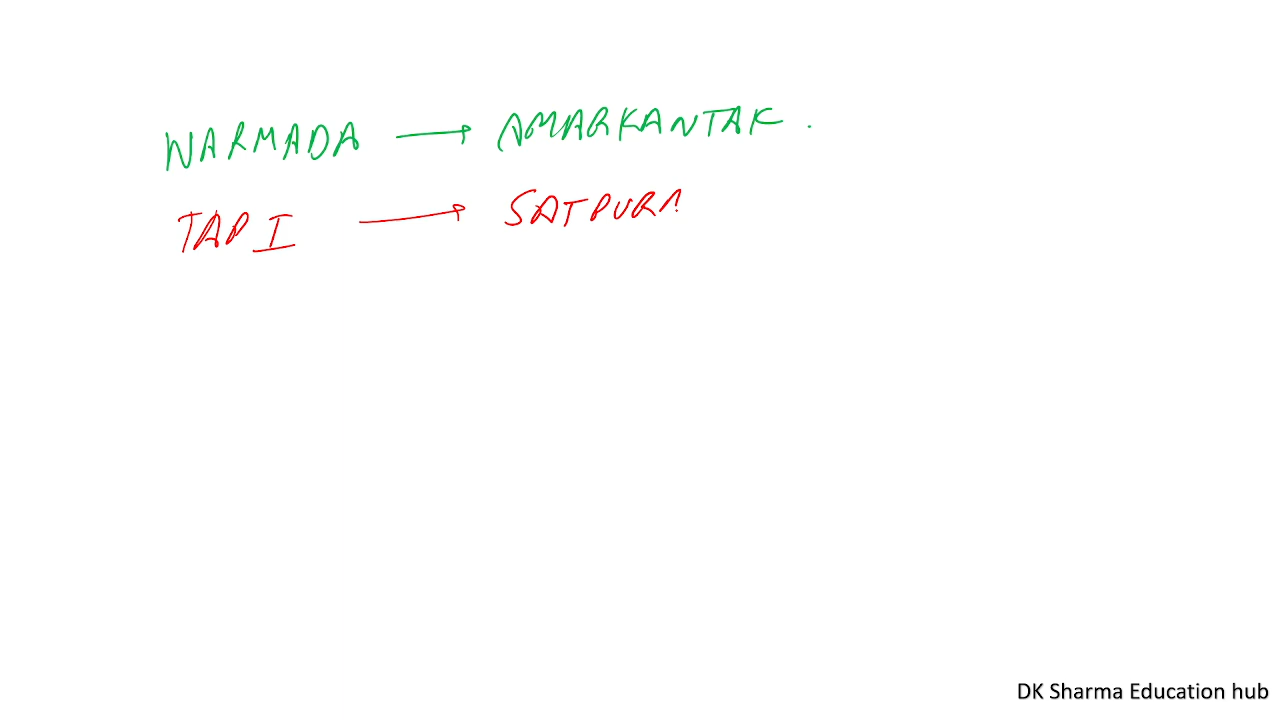 NARMADA → AMARKANTAK .
TAPI → SATPURA
DK Sharma Education hub